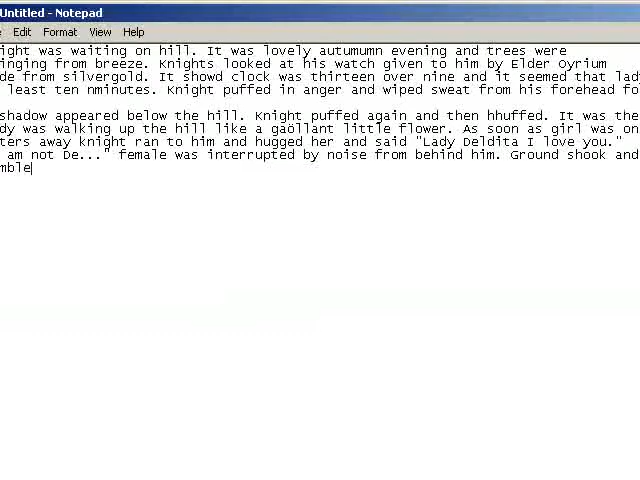 Untitled - Notepad
Edit Format View Help
ight was waiting on hill. It was lovely autumumn evening and trees were
inging from breeze. Knights looked at his watch given to him by Elder Oyrium
de from silvergold. It showd clock was thirteen over nine and it seemed that lad
least ten nminutes. Knight puffed in anger and wiped sweat from his forehead fo
shadow appeared below the hill. Knight puffed again and then hhuffed. It was the
dy was walking up the hill like a gaöllant little flower. As soon as girl was on
ters away knight ran to him and hugged her and said "Lady Deldita I love you."
am not De..." female was interrupted by noise from behind him. Ground shook and
mble